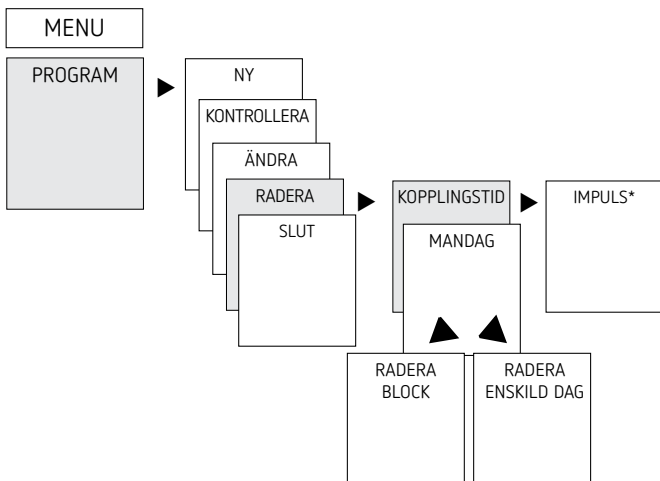 MENU
PROGRAM
NY
KONTROLLERA
ÄNDRA
RADERA
SLUT
KOPPLINGSTID
MANDAG
IMPULS*
RADERA
BLOCK
RADERA
ENSKILD DAG